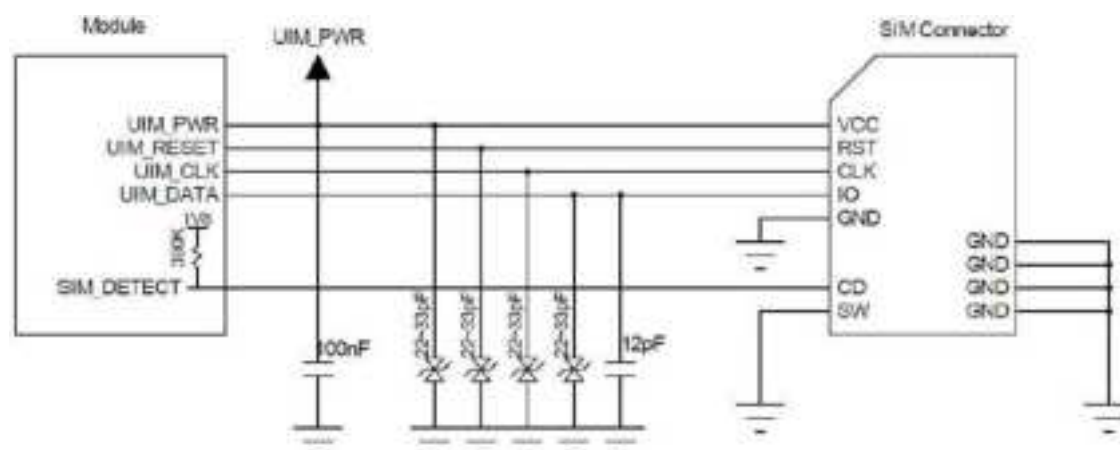 Module
UIM_PWR
SIM Connector
UIM_PWR
UIM_RESET
UIM_CLK
UIM_DATA
1V8
SIM_DETECT
VCC
RST
CLK
IO
GND
GND
GND
GND
GND
CD
SW
100nF
22~33pF
22~33pF
22~33pF
22~33pF
12pF